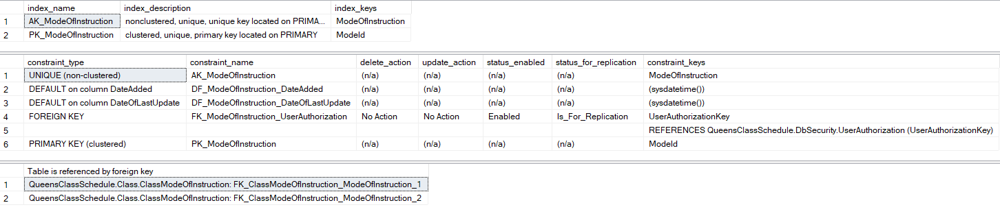 index_name index_description index_keys
1 AK_ModeOfInstruction nonclustered, unique, unique key located on PRIMA... ModeOfInstruction
2 PK_ModeOfInstruction clustered, unique, primary key located on PRIMARY ModeId
constraint_type constraint_name delete_action update_action status_enabled status_for_replication constraint_keys
1 UNIQUE (non-clustered) AK_ModeOfInstruction (n/a) (n/a) (n/a) (n/a) ModeOfInstruction
2 DEFAULT on column DateAdded DF_ModeOfInstruction_DateAdded (n/a) (n/a) (n/a) (n/a) (sysdatetime())
3 DEFAULT on column DateOfLastUpdate DF_ModeOfInstruction_DateOfLastUpdate (n/a) (n/a) (n/a) (n/a) (sysdatetime())
4 FOREIGN KEY FK_ModeOfInstruction_UserAuthorization No Action No Action Enabled Is_For_Replication UserAuthorizationKey
5 REFERENCES QueensClassSchedule.DbSecurity.UserAuthorization (UserAuthorizationKey)
6 PRIMARY KEY (clustered) PK_ModeOfInstruction (n/a) (n/a) (n/a) (n/a) ModeId
Table is referenced by foreign key
1 QueensClassSchedule.Class.ClassModeOfInstruction: FK_ClassModeOfInstruction_ModeOfInstruction_1
2 QueensClassSchedule.Class.ClassModeOfInstruction: FK_ClassModeOfInstruction_ModeOfInstruction_2